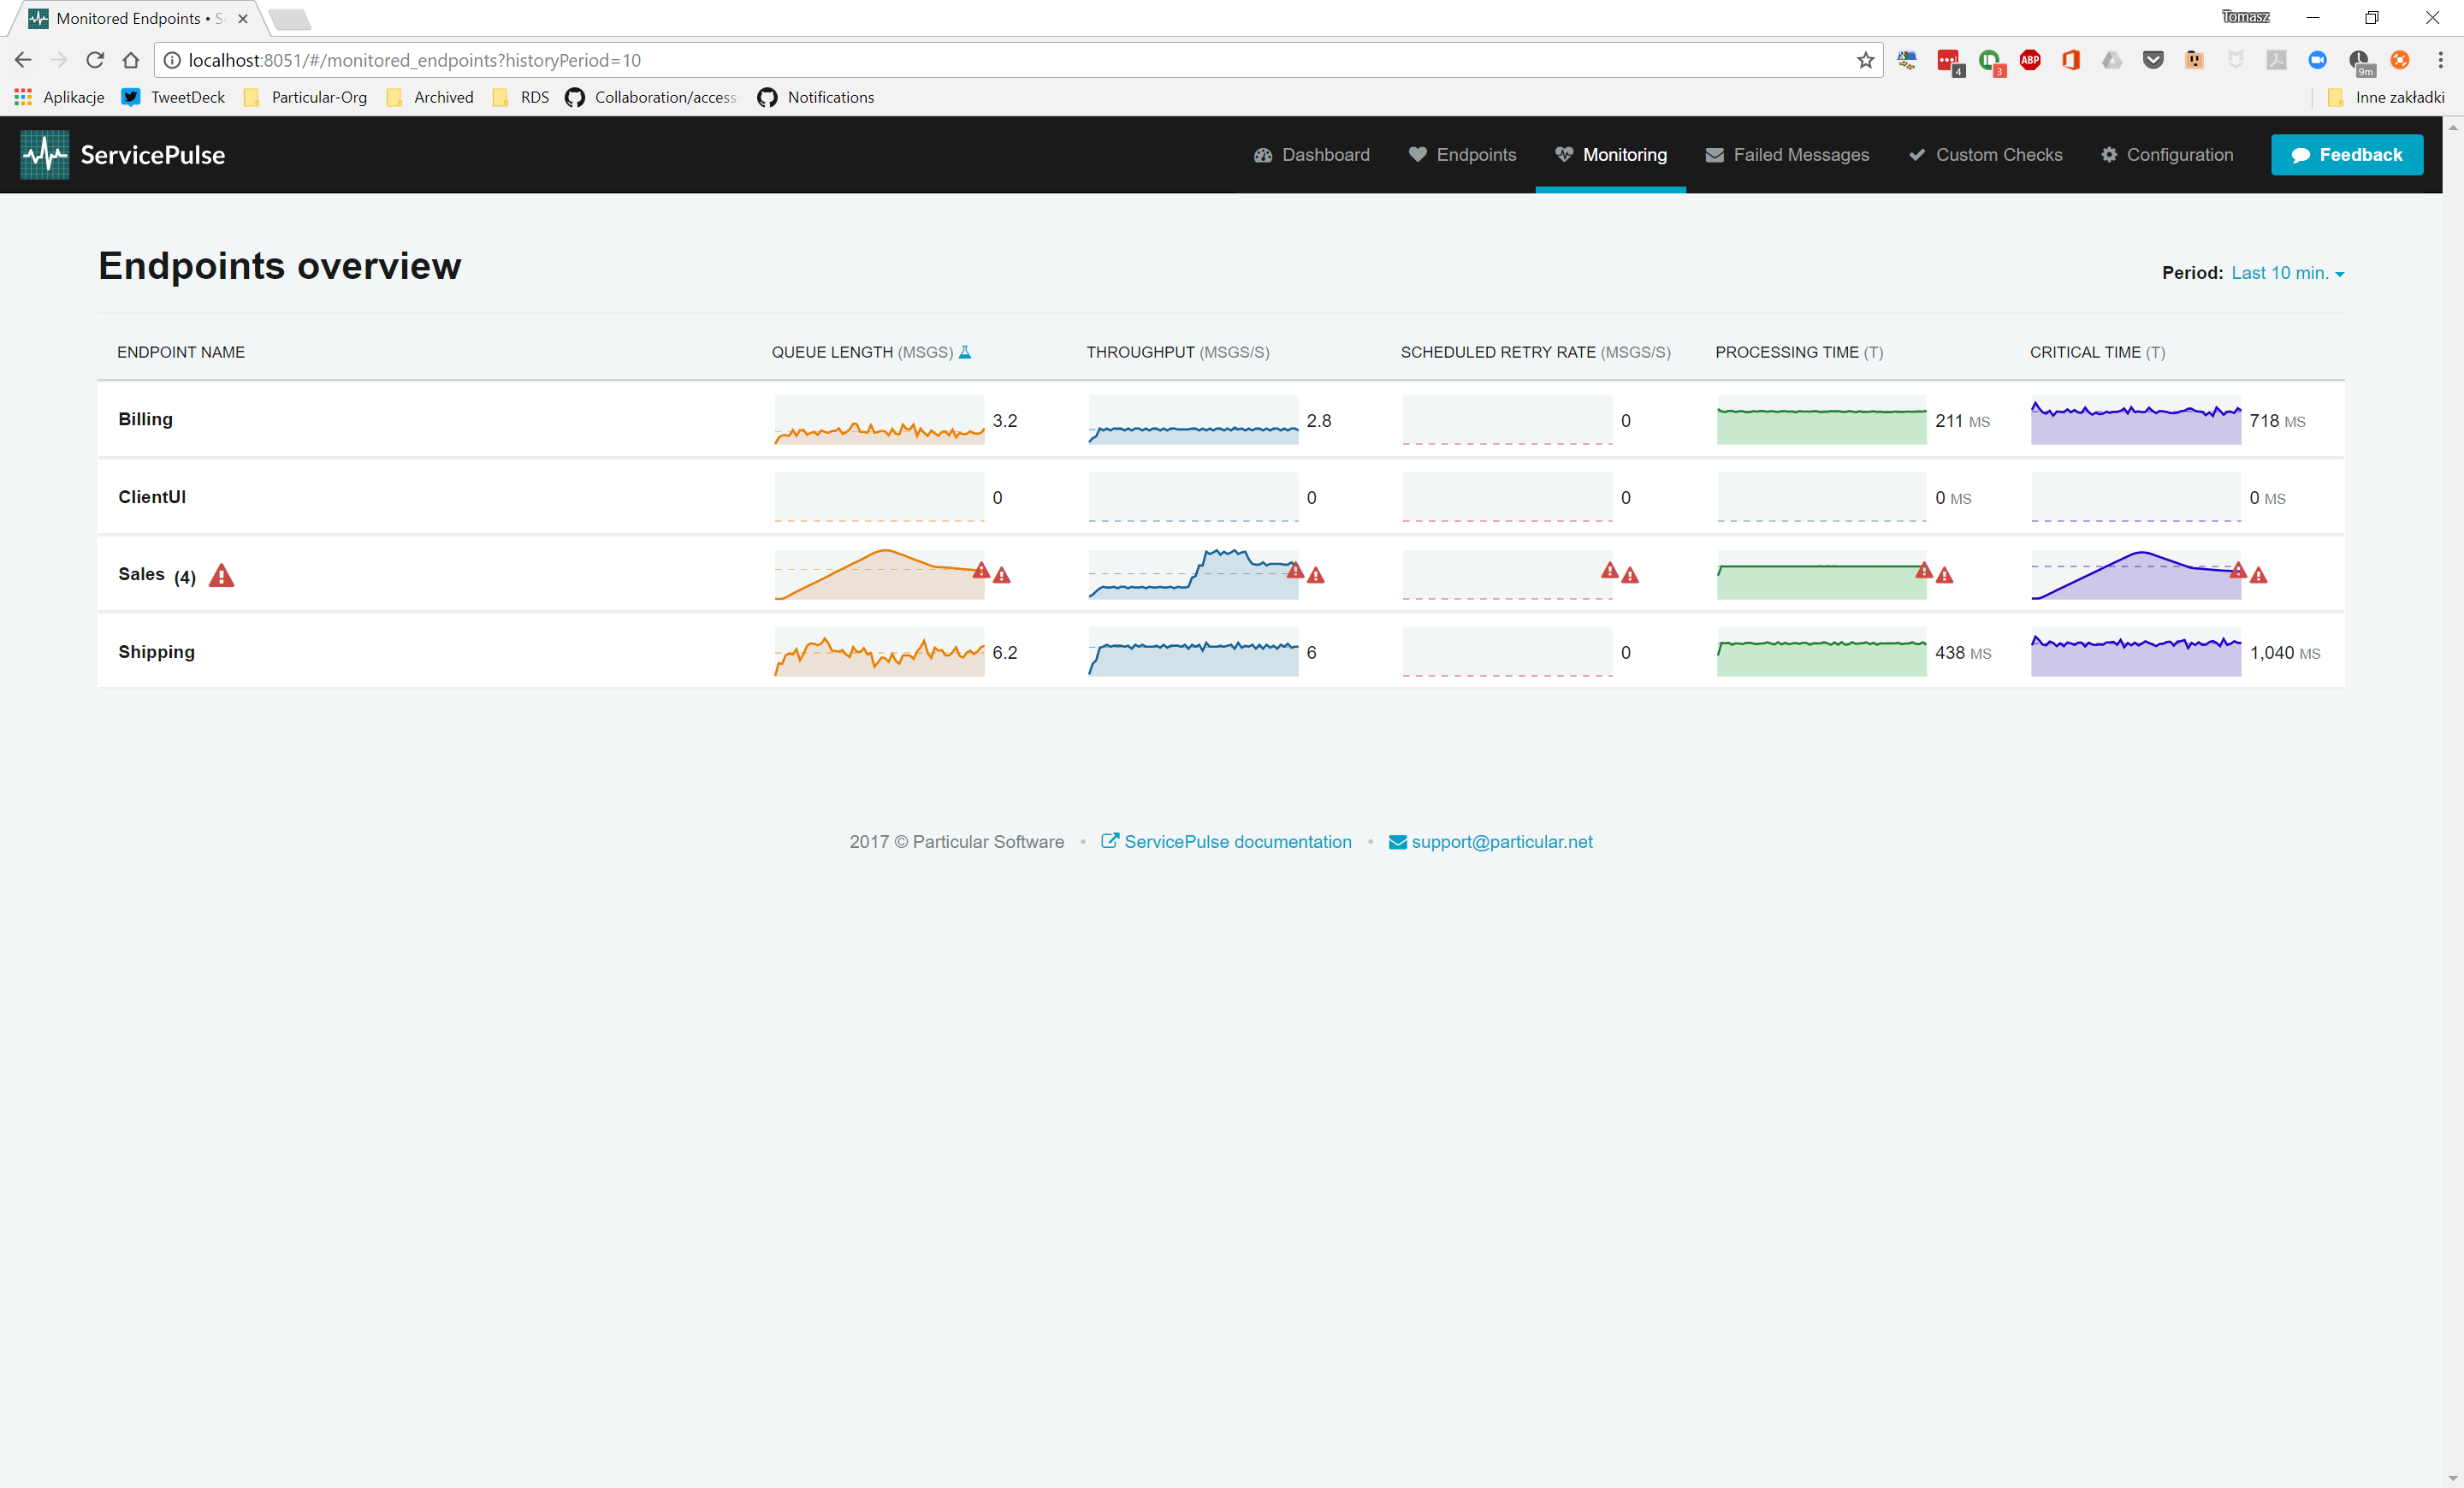 Monitored Endpoints • S
Tomasz
localhost:8051/#/monitored_endpoints?historyPeriod=10
4
3
ABP
9m
Aplikacje TweetDeck Particular-Org Archived RDS Collaboration/access Notifications Inne zakładki
ServicePulse Dashboard Endpoints Monitoring Failed Messages Custom Checks Configuration Feedback
Endpoints overview
Period: Last 10 min.
ENDPOINT NAME QUEUE LENGTH (MSGS) THROUGHPUT (MSGS/S) SCHEDULED RETRY RATE (MSGS/S) PROCESSING TIME (T) CRITICAL TIME (T)
Billing 3.2 2.8 0 211 MS 718 MS
ClientUI 0 0 0 0 MS 0 MS
Sales (4)
Shipping 6.2 6 0 438 MS 1,040 MS
2017 © Particular Software • ServicePulse documentation • support@particular.net